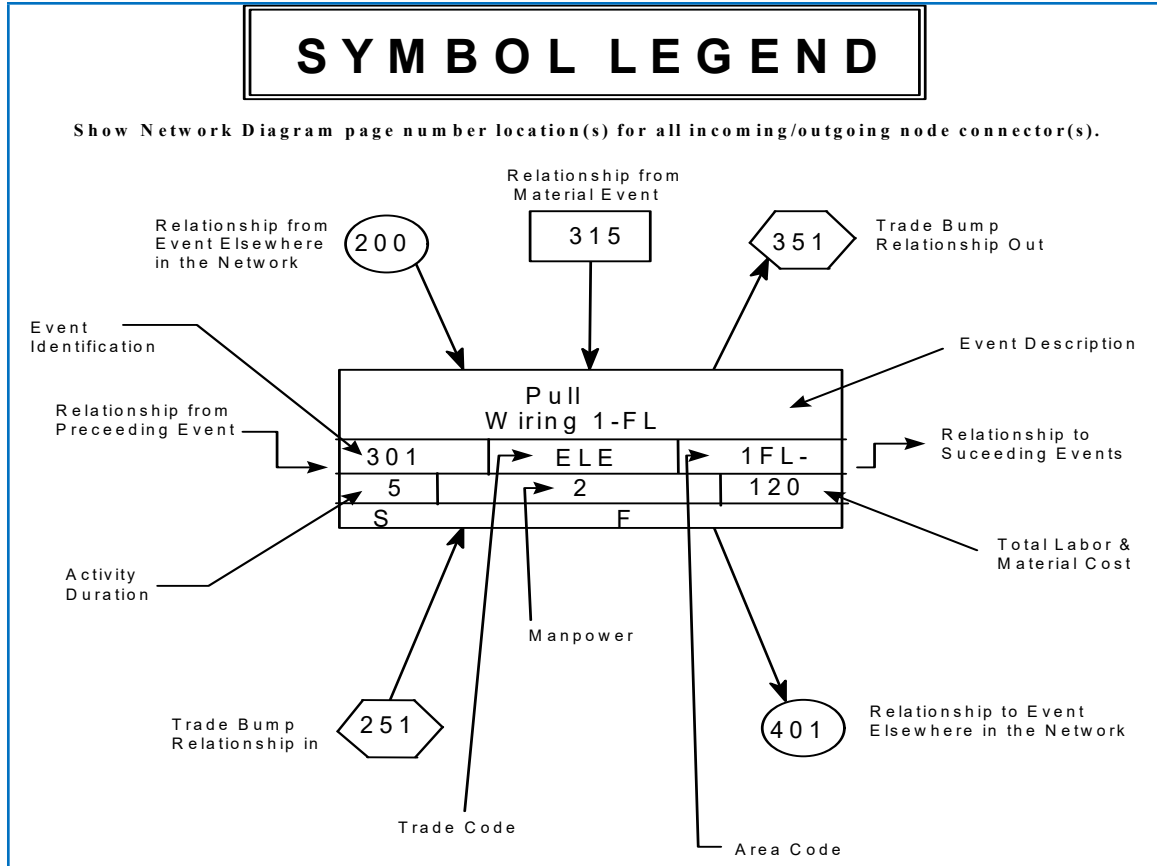 SYMBOL LEGEND
Show Network Diagram page number location(s) for all incoming/outgoing node connector(s).
Relationship from
Material Event
Relationship from
Event Elsewhere
in the Network
200
315
351
Trade Bump
Relationship Out
Event
Identification
Event Description
Pull
Wiring 1-FL
Relationship from
Preceeding Event
Relationship to
Suceeding Events
301
ELE
1FL-
5
2
120
S
F
Activity
Duration
Total Labor &
Material Cost
Manpower
Trade Bump
Relationship in
251
401
Relationship to Event
Elsewhere in the Network
Trade Code
Area Code